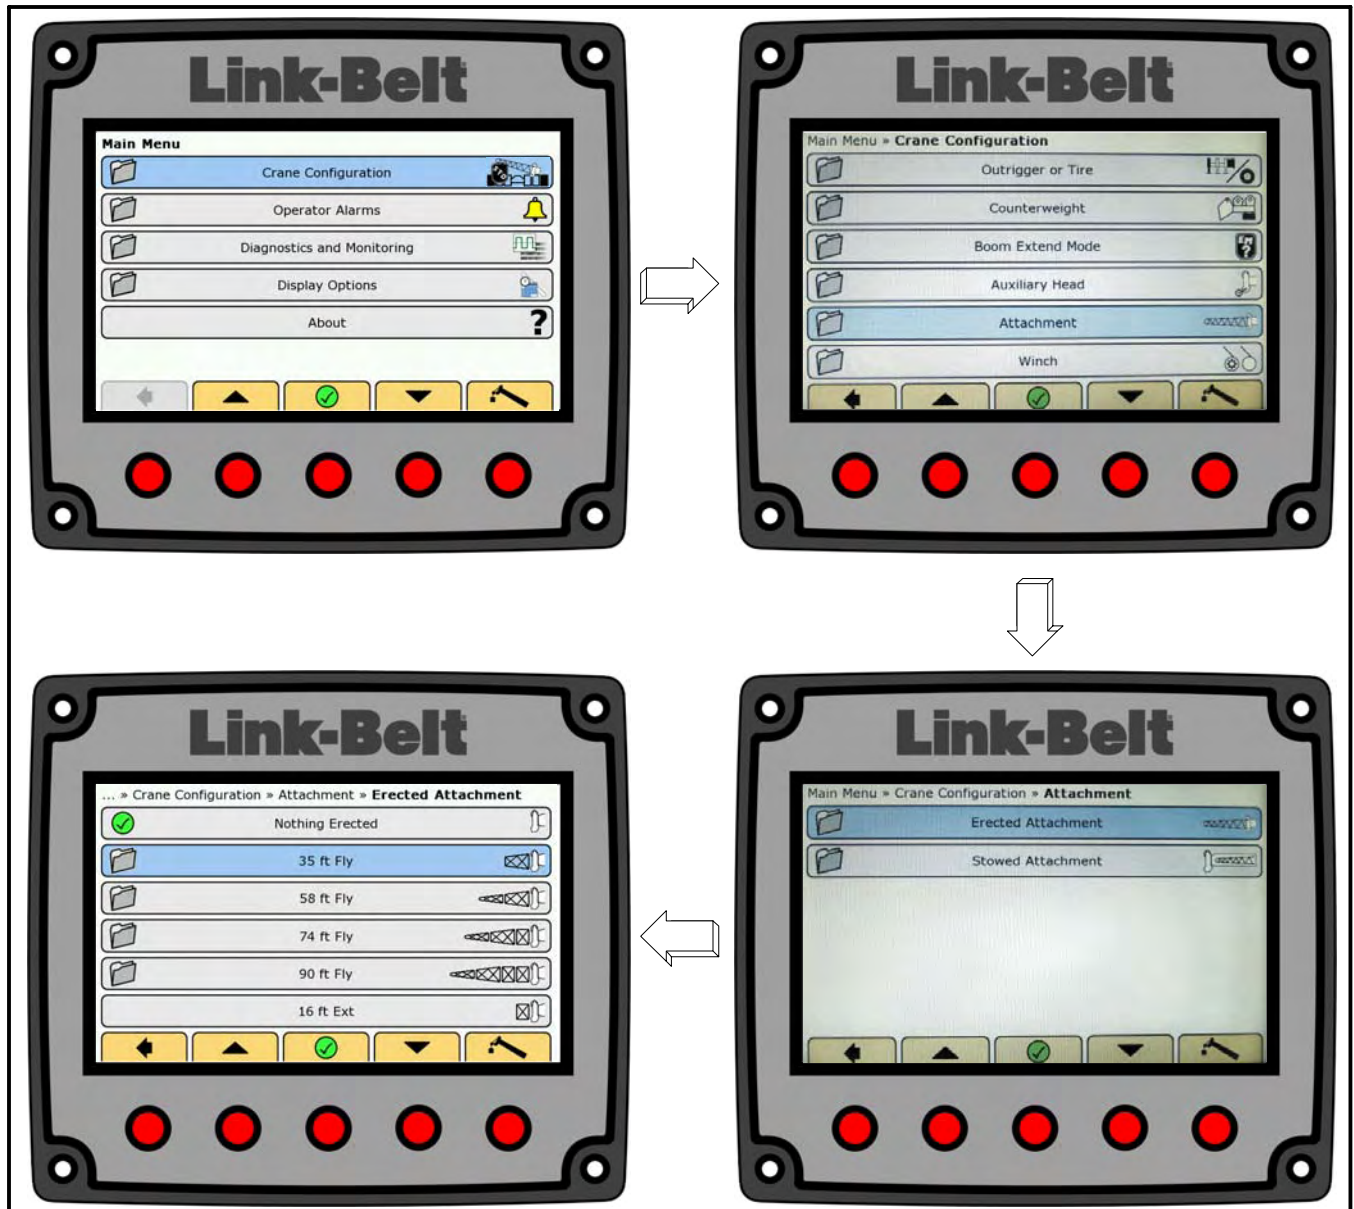 Link-Belt
Main Menu
Crane Configuration
Operator Alarms
Diagnostics and Monitoring
Display Options
About
?
Link-Belt
Main Menu » Crane Configuration
Outrigger or Tire
Counterweight
Boom Extend Mode
?
Auxiliary Head
Attachment
Winch
Link-Belt
... » Crane Configuration » Attachment » Erected Attachment
Nothing Erected
35 ft Fly
58 ft Fly
74 ft Fly
90 ft Fly
16 ft Ext
Link-Belt
Main Menu » Crane Configuration » Attachment
Erected Attachment
Stowed Attachment